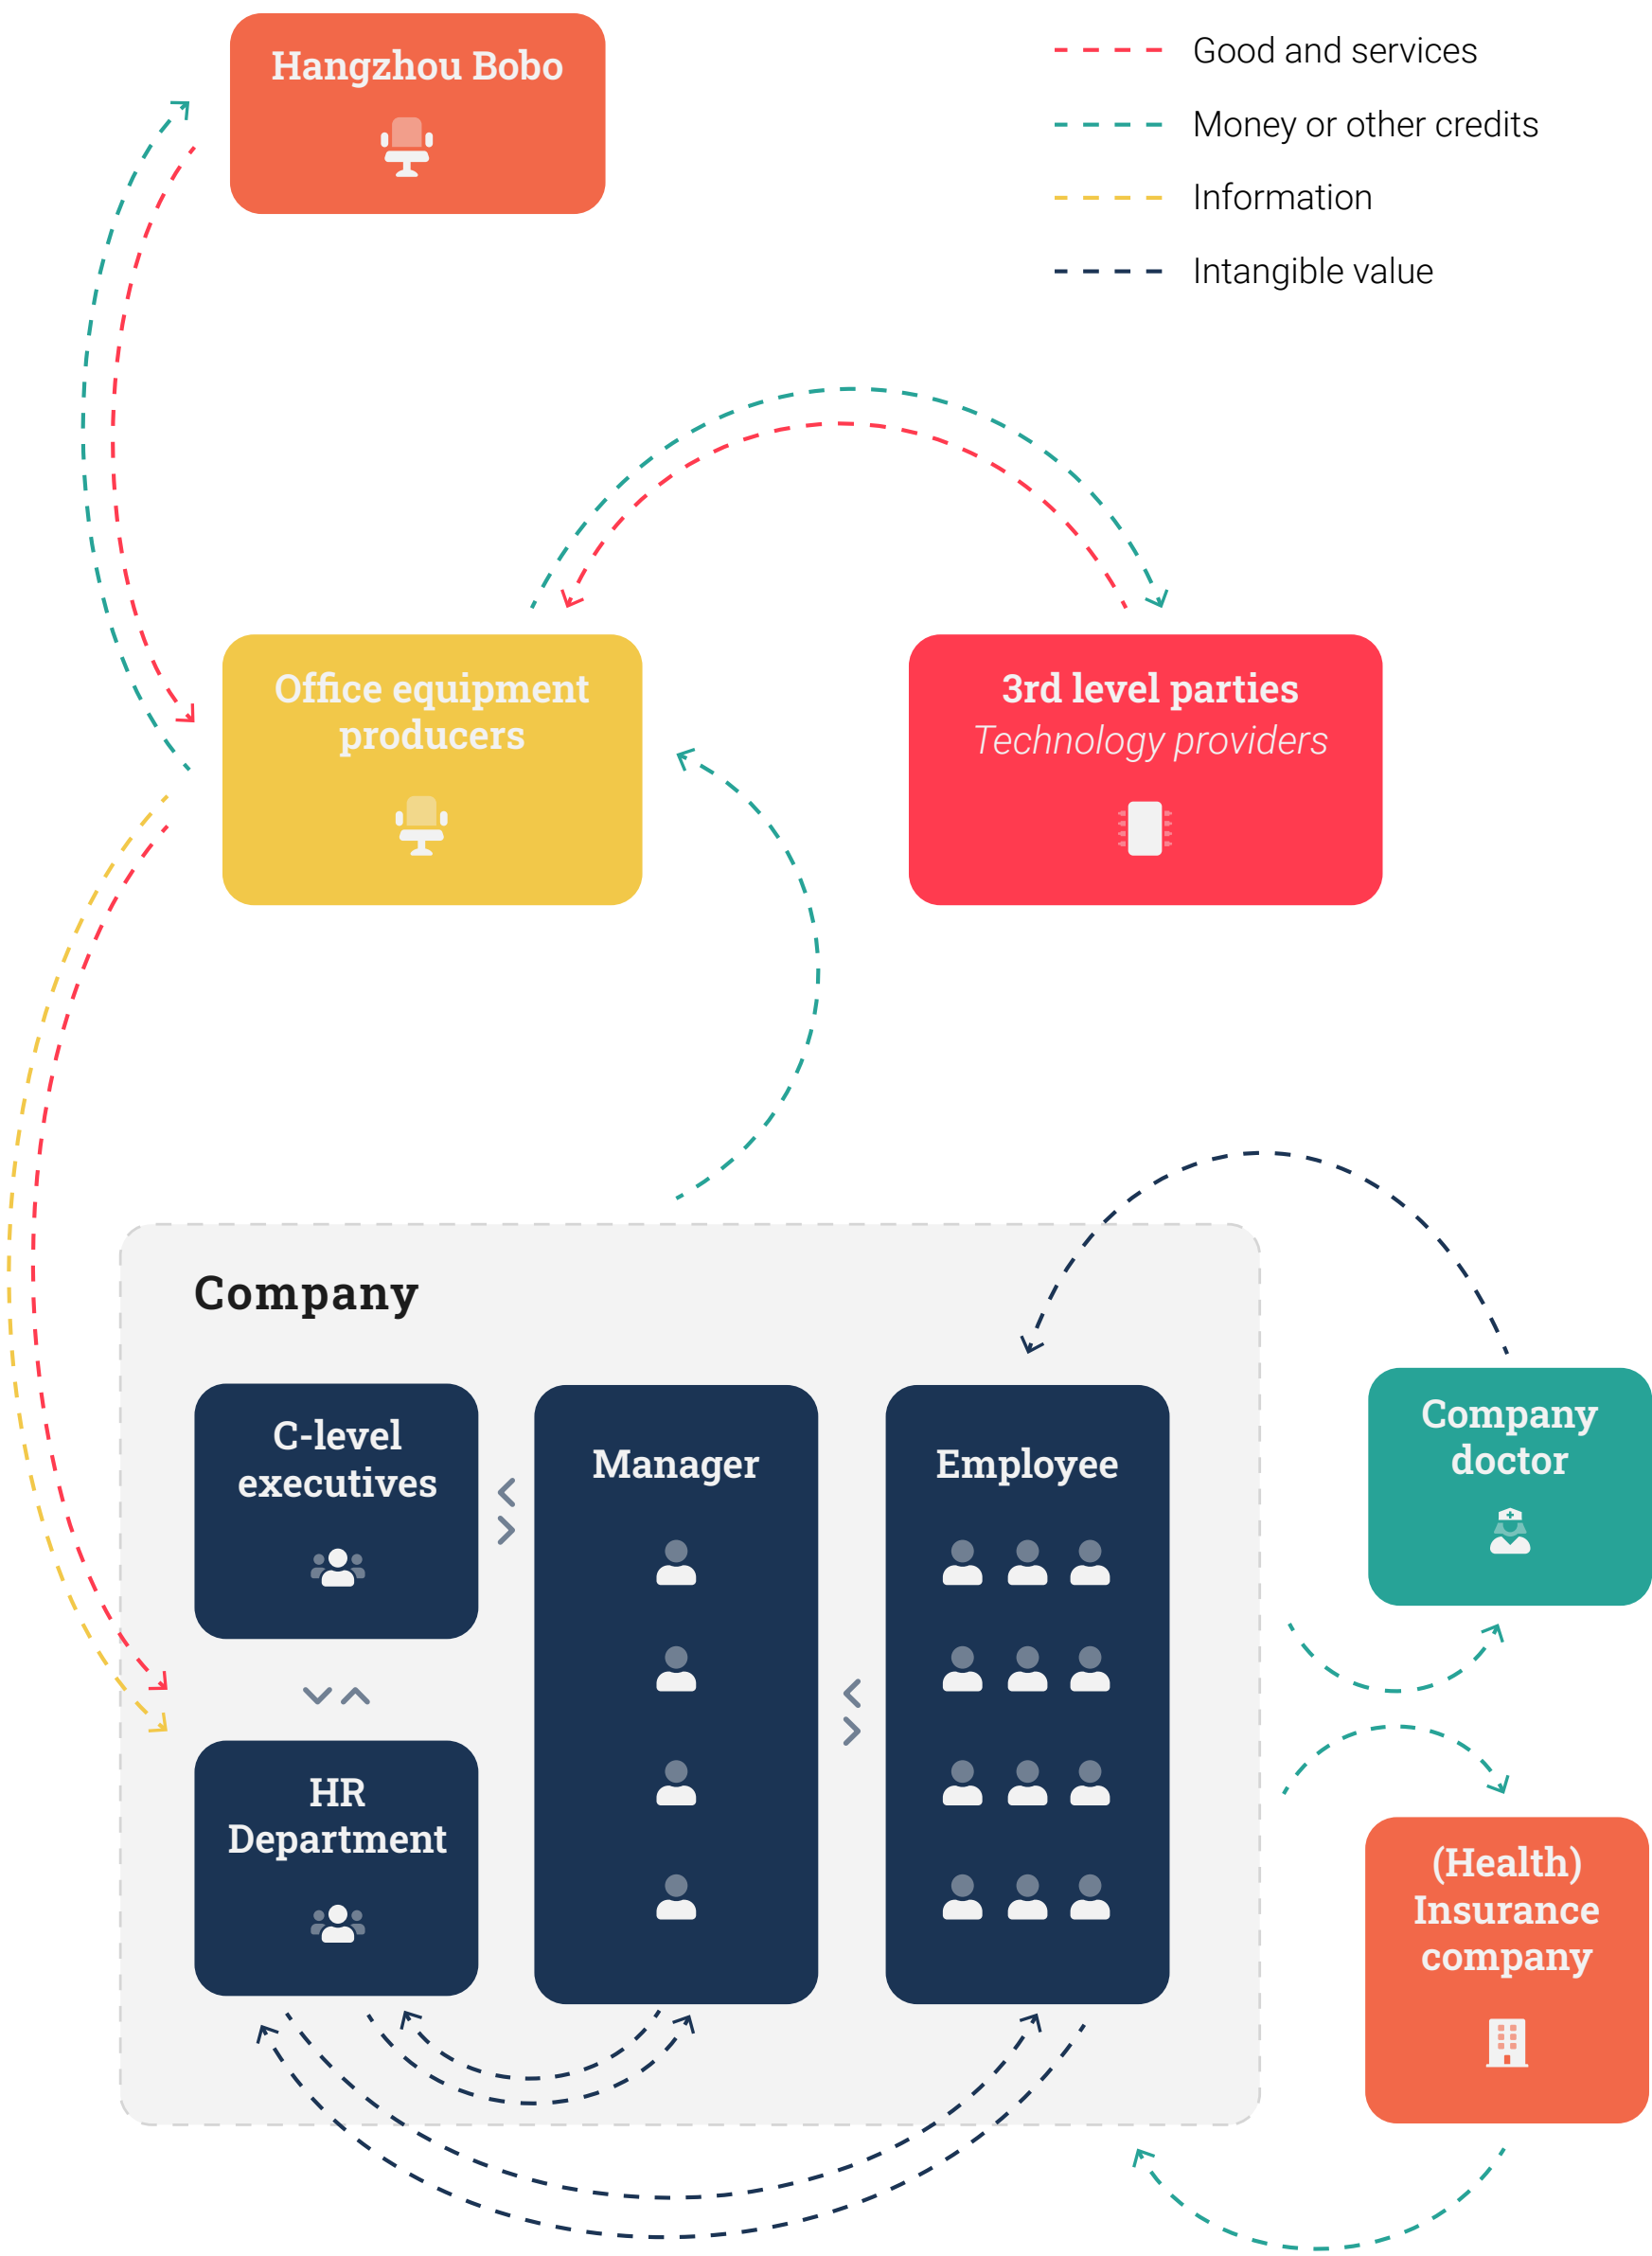 Hangzhou Bobo
Good and services
Money or other credits
Information
Intangible value
Office equipment
producers
3rd level parties
Technology providers
Company
C-level
executives
Manager
Employee
Company
doctor
HR
Department
(Health)
Insurance
company